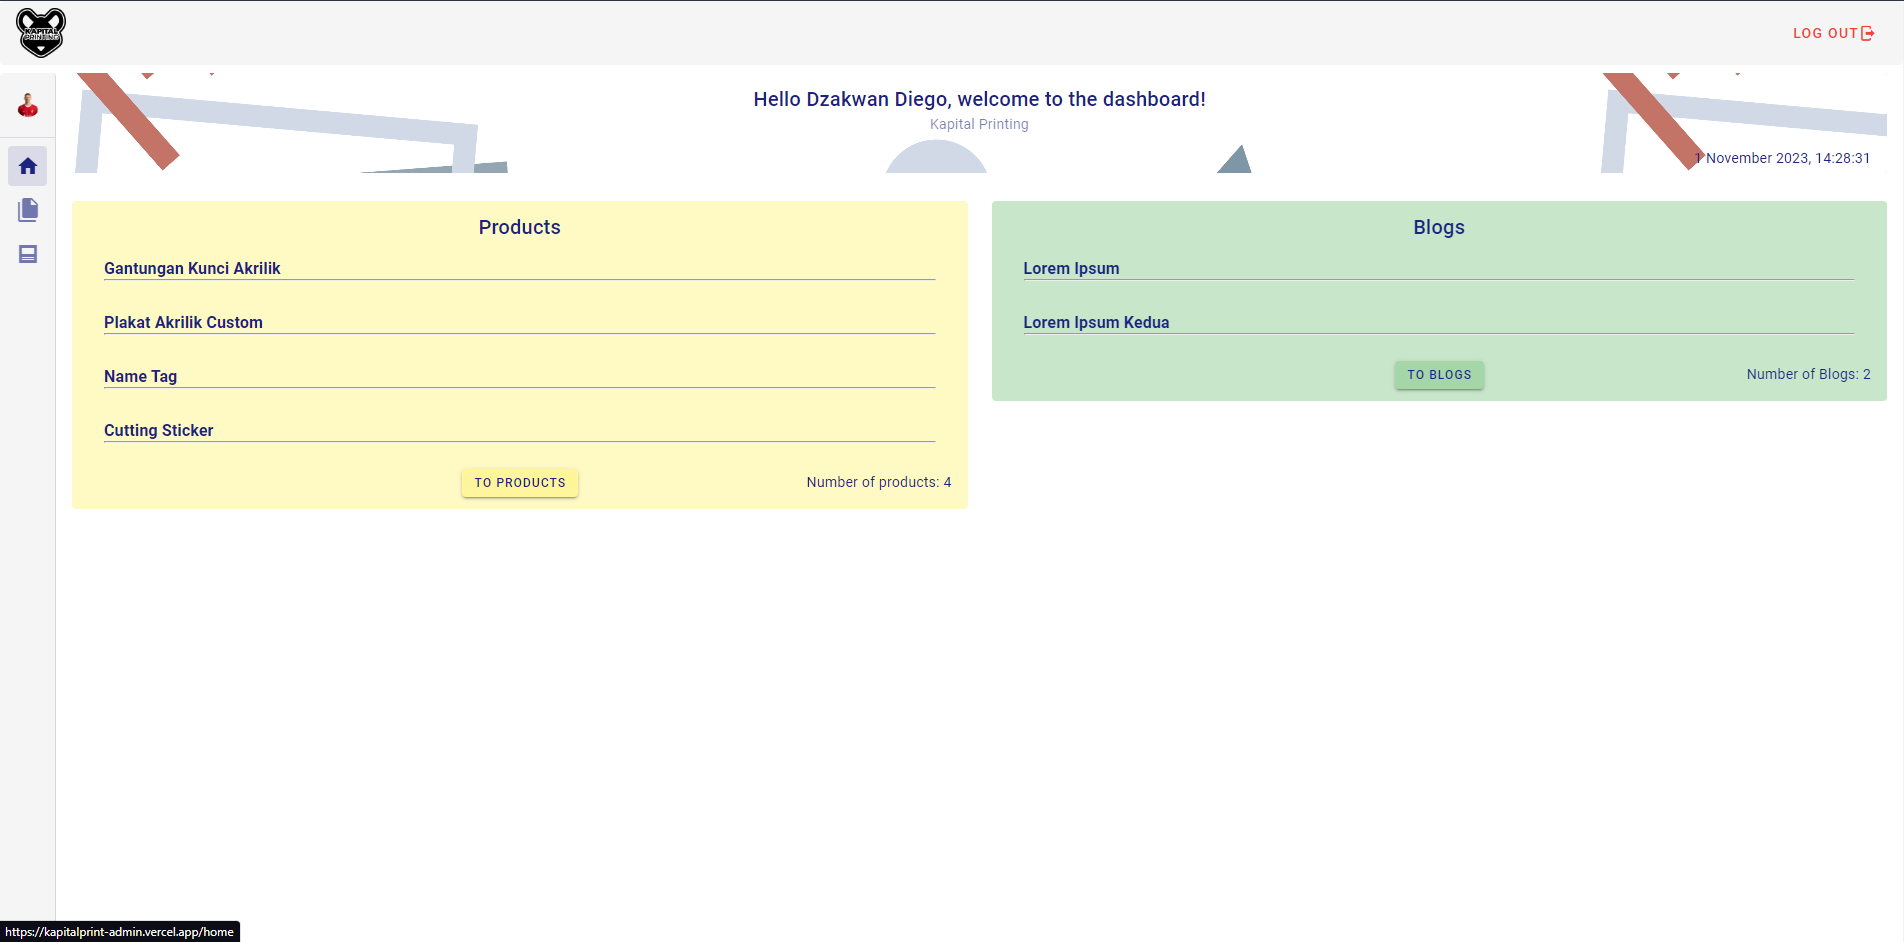 KAPITAL
PRINTING
LOG OUT
Hello Dzakwan Diego, welcome to the dashboard!
Kapital Printing
1 November 2023, 14:28:31
Products
Gantungan Kunci Akrilik
Plakat Akrilik Custom
Name Tag
Cutting Sticker
TO PRODUCTS
Number of products: 4
Blogs
Lorem Ipsum
Lorem Ipsum Kedua
TO BLOGS
Number of Blogs: 2
https://kapitalprint-admin.vercel.app/home